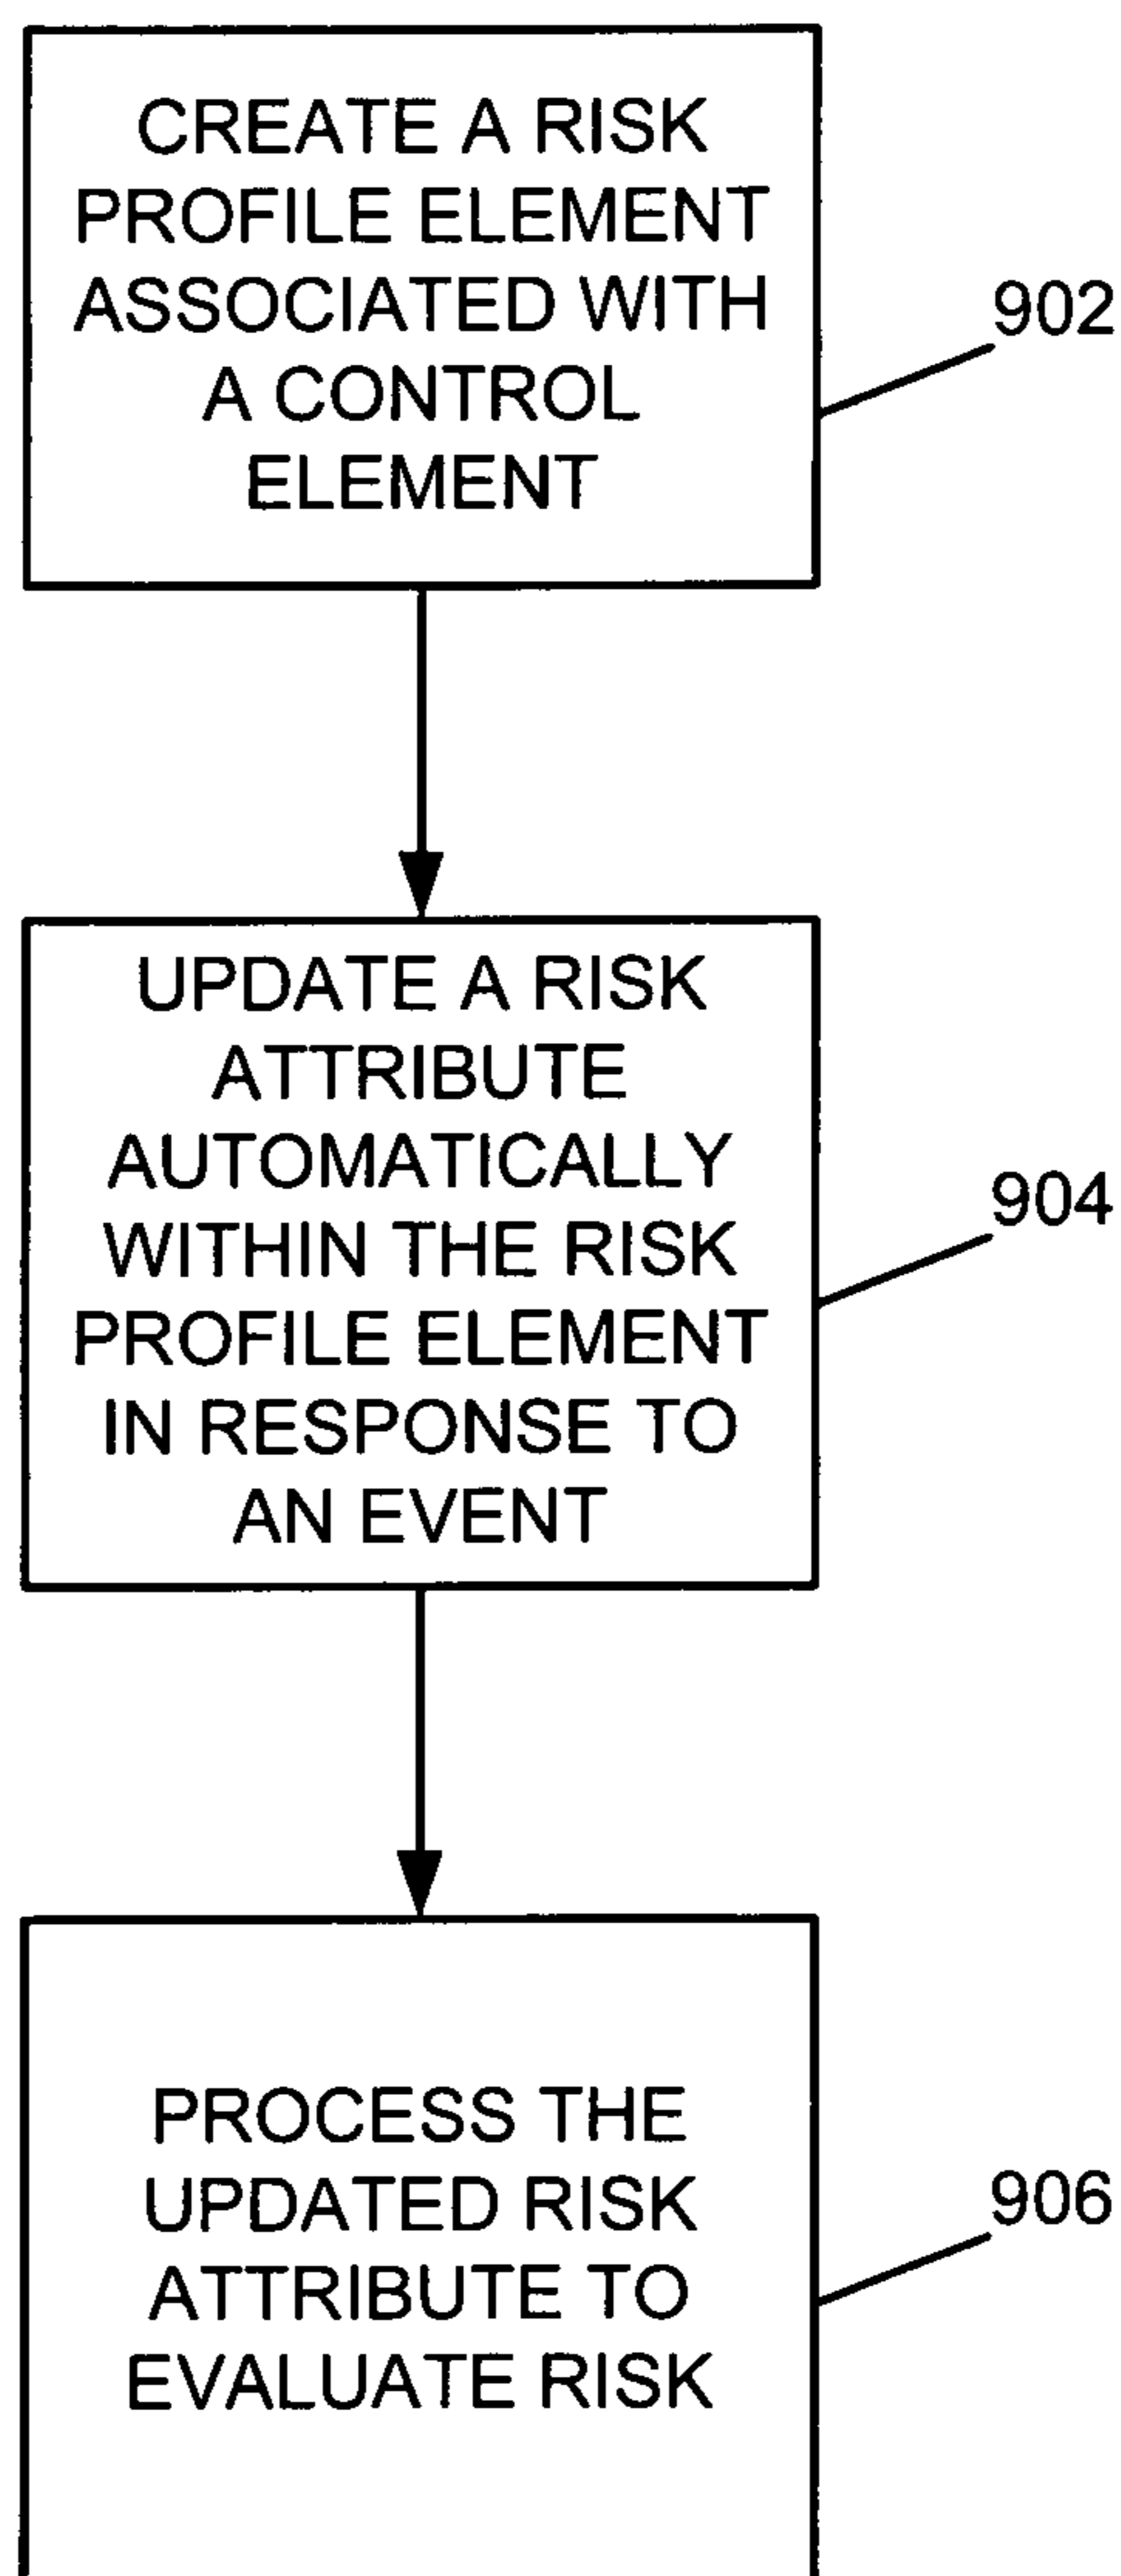 CREATE A RISK
PROFILE ELEMENT
ASSOCIATED WITH
A CONTROL
ELEMENT
902
UPDATE A RISK
ATTRIBUTE
AUTOMATICALLY
WITHIN THE RISK
PROFILE ELEMENT
IN RESPONSE TO
AN EVENT
904
PROCESS THE
UPDATED RISK
ATTRIBUTE TO
EVALUATE RISK
906